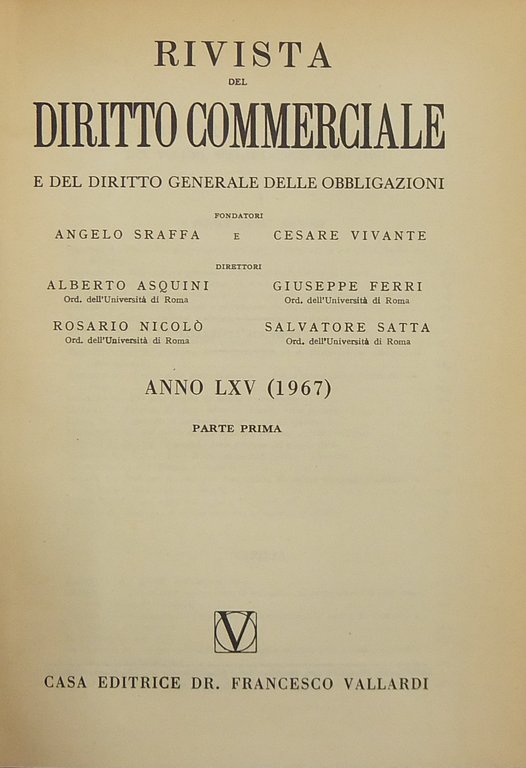 RIVISTA
DEL
DIRITTO COMMERCIALE
E DEL DIRITTO GENERALE DELLE OBBLIGAZIONI
FONDATORI
ANGELO SRAFFA E CESARE VIVANTE
DIRETTORI
ALBERTO ASQUINI GIUSEPPE FERRI
Ord. dell'Università di Roma Ord. dell'Università di Roma
ROSARIO NICOLÒ SALVATORE SATTA
Ord. dell'Università di Roma Ord. dell'Università di Roma
ANNO LXV (1967)
PARTE PRIMA
V
CASA EDITRICE DR. FRANCESCO VALLARDI